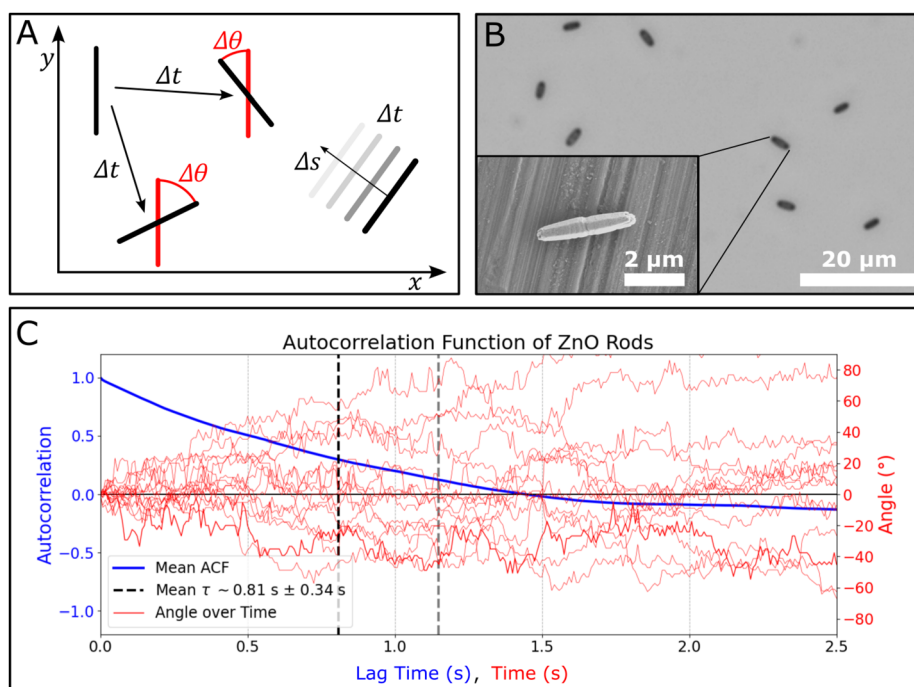 A
y
Δθ
Δt
Δt
Δθ
Δt
Δs
x
B
2 μm
20 μm
C
Autocorrelation Function of ZnO Rods
1.0
0.5
0.0
−0.5
−1.0
Autocorrelation
80
60
40
20
0
−20
−40
−60
−80
Angle (°)
Mean ACF
Mean τ ~ 0.81 s ± 0.34 s
Angle over Time
0.0 0.5 1.0 1.5 2.0 2.5
Lag Time (s), Time (s)